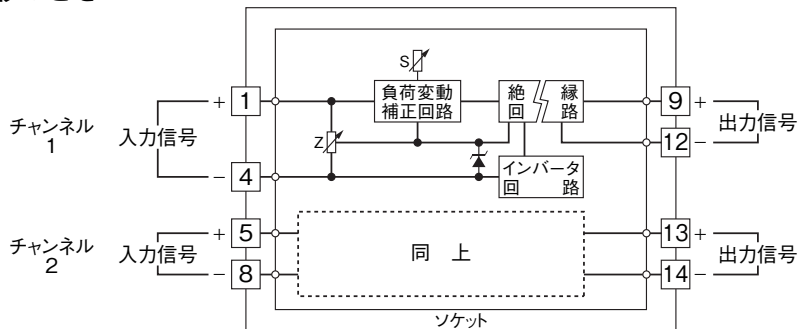 S
負荷変動
補正回路
絶縁
回路
+ 1
9 +
チャンネル
1
入力信号
Z
12 −
出力信号
− 4
インバータ
回路
チャンネル
2
入力信号
+ 5
同上
13 +
出力信号
− 8
14 −
ソケット